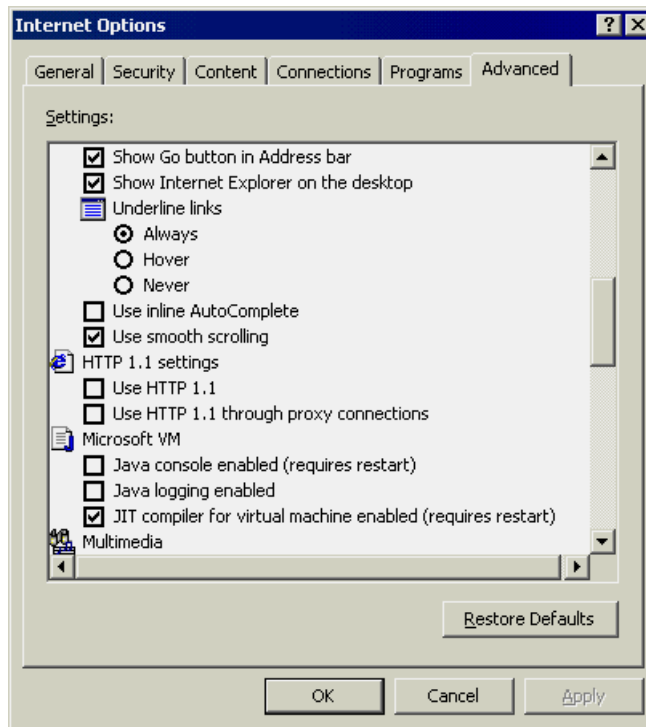 Internet Options
General Security Content Connections Programs Advanced
Settings:
Show Go button in Address bar
Show Internet Explorer on the desktop
Underline links
Always
Hover
Never
Use inline AutoComplete
Use smooth scrolling
HTTP 1.1 settings
Use HTTP 1.1
Use HTTP 1.1 through proxy connections
Microsoft VM
Java console enabled (requires restart)
Java logging enabled
JIT compiler for virtual machine enabled (requires restart)
Multimedia
Restore Defaults
OK Cancel Apply